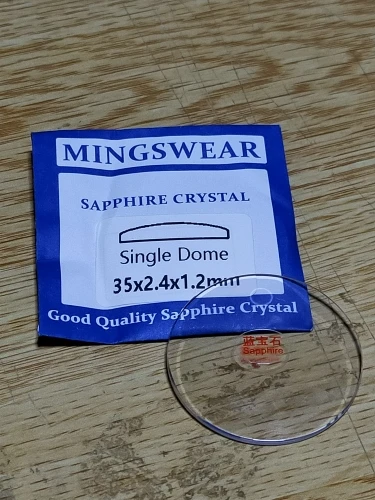 MINGSWEAR
SAPPHIRE CRYSTAL
Single Dome
35x2.4x1.2mm
Good Quality Sapphire Crystal
蓝宝石
Sapphire